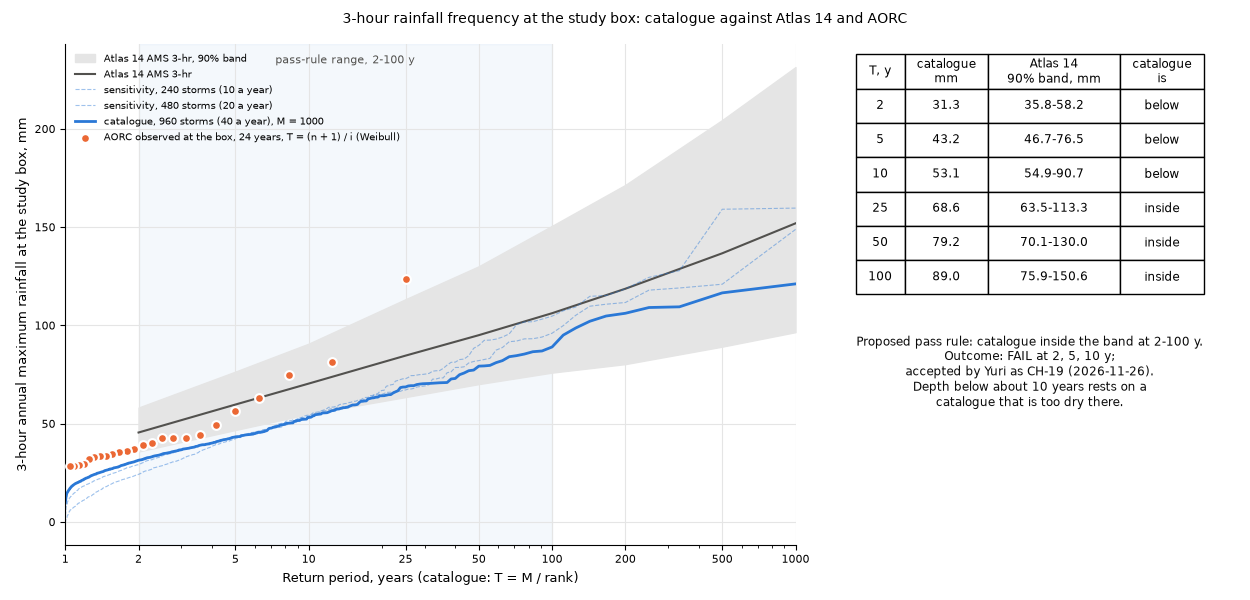 3-hour rainfall frequency at the study box: catalogue against Atlas 14 and AORC
3-hour annual maximum rainfall at the study box, mm
200
150
100
50
0
Atlas 14 AMS 3-hr, 90% band
Atlas 14 AMS 3-hr
sensitivity, 240 storms (10 a year)
sensitivity, 480 storms (20 a year)
catalogue, 960 storms (40 a year), M = 1000
AORC observed at the box, 24 years, T = (n + 1) / i (Weibull)
pass-rule range, 2-100 y
1 2 5 10 25 50 100 200 500 1000
Return period, years (catalogue: T = M / rank)
T, y catalogue mm Atlas 14 90% band, mm catalogue is
2 31.3 35.8-58.2 below
5 43.2 46.7-76.5 below
10 53.1 54.9-90.7 below
25 68.6 63.5-113.3 inside
50 79.2 70.1-130.0 inside
100 89.0 75.9-150.6 inside
Proposed pass rule: catalogue inside the band at 2-100 y.
Outcome: FAIL at 2, 5, 10 y;
accepted by Yuri as CH-19 (2026-11-26).
Depth below about 10 years rests on a
catalogue that is too dry there.